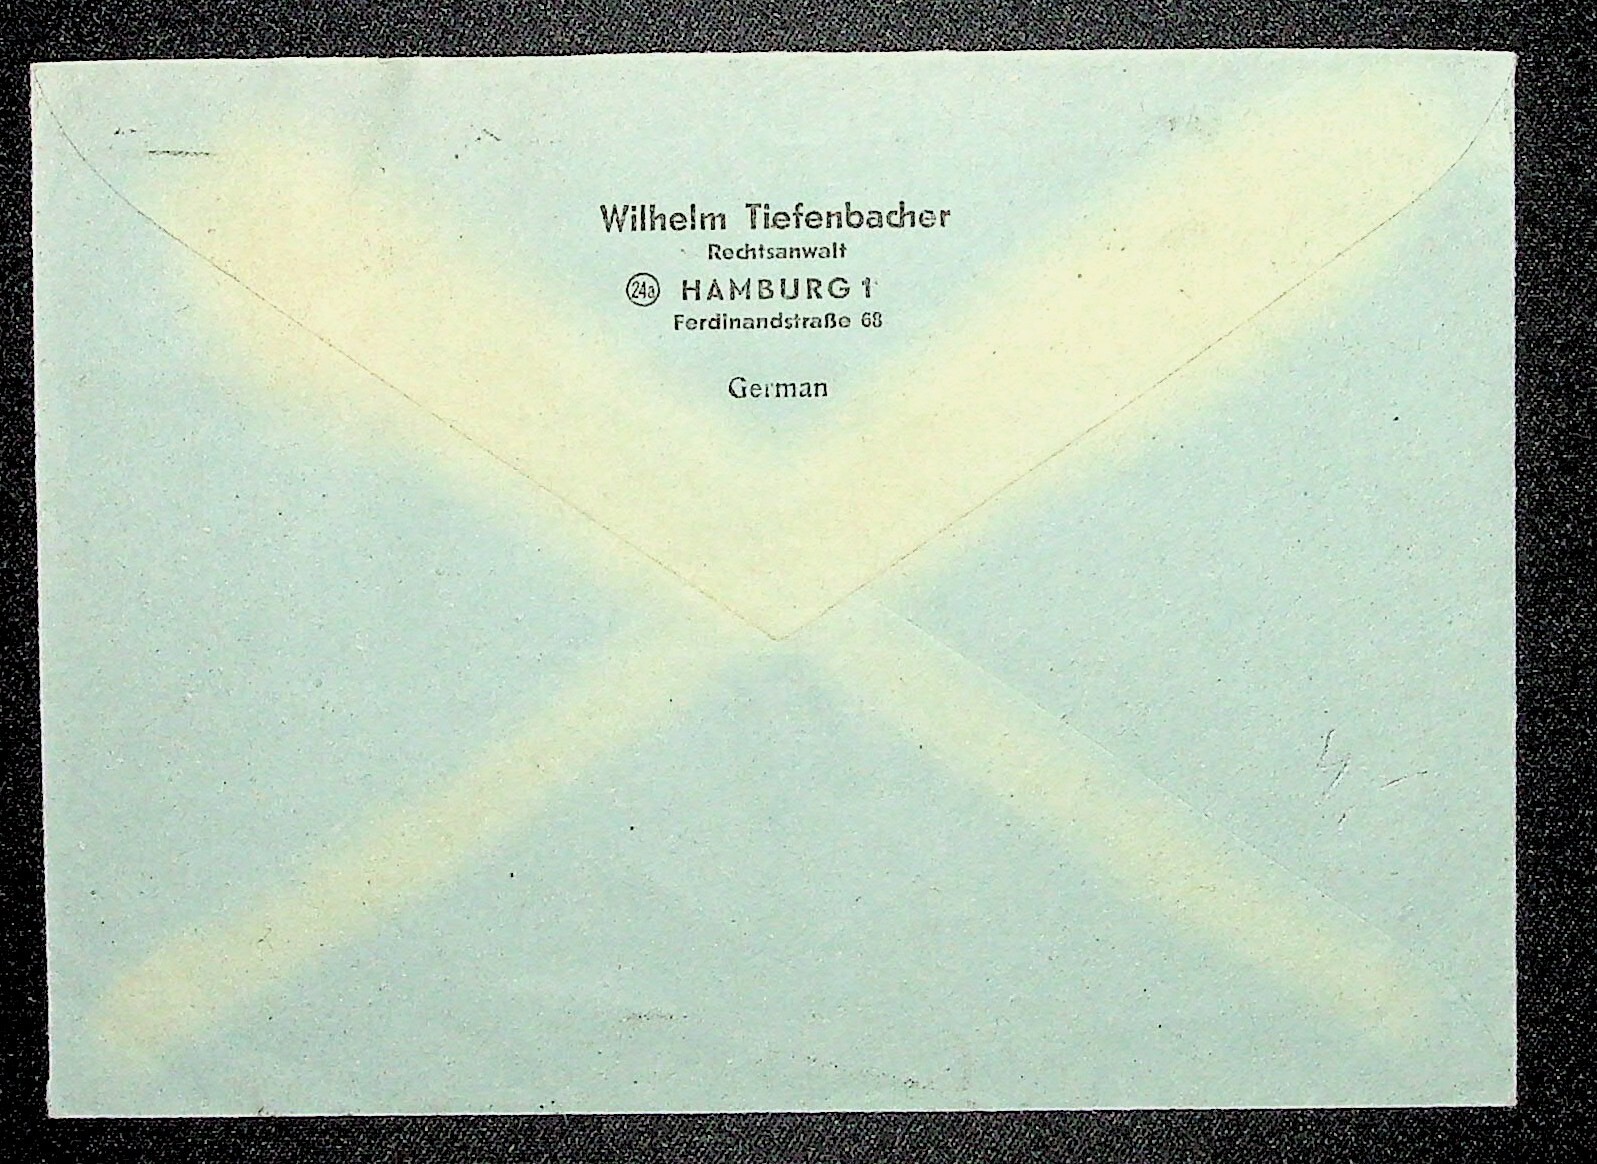 Wilhelm Tiefenbacher
Rechtsanwalt
24a HAMBURG 1
Ferdinandstraße 68
German